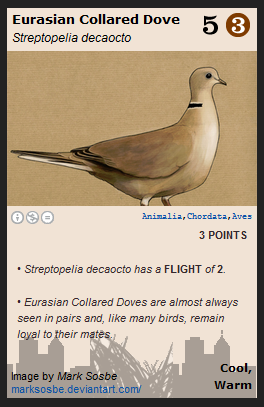 Eurasian Collared Dove 5 3
Streptopelia decaocto
Animalia,Chordata,Aves
3 POINTS
• Streptopelia decaocto has a FLIGHT of 2.
• Eurasian Collared Doves are almost always
seen in pairs and, like many birds, remain
loyal to their mates.
Cool,
Warm
Image by Mark Sosbe
marksosbe.deviantart.com/